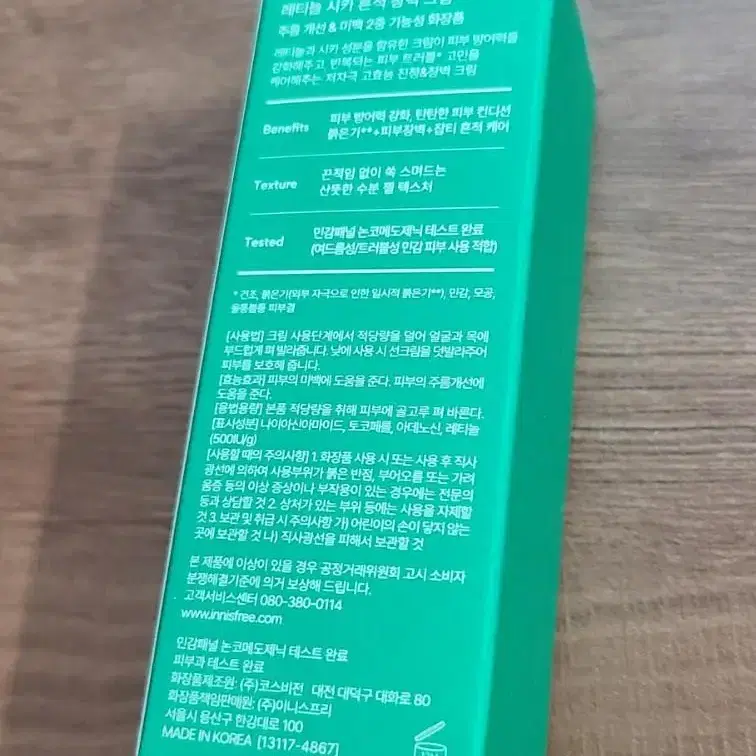 레티놀 시카 흔적 장벽 크림
주름 개선 & 미백 2중 기능성 화장품
레티놀과 시카 성분을 함유한 크림이 피부 방어력을
강화해주고, 반복되는 피부 트러블* 고민을
케어해주는 저자극 고효능 진정&장벽 크림
Benefits
피부 방어력 강화, 탄탄한 피부 컨디션
붉은기**+피부장벽+잡티 흔적 케어
Texture
끈적임 없이 쏙 스며드는
산뜻한 수분 젤 텍스처
Tested
민감패널 논코메도제닉 테스트 완료
(여드름성/트러블성 민감 피부 사용 적합)
* 건조, 붉은기(외부 자극으로 인한 일시적 붉은기**), 민감, 모공,
울퉁불퉁 피부결
[사용법] 크림 사용단계에서 적당량을 덜어 얼굴과 목에
부드럽게 펴 발라줍니다. 낮에 사용 시 선크림을 덧발라주어
피부를 보호해 줍니다.
[효능효과] 피부의 미백에 도움을 준다. 피부의 주름개선에
도움을 준다.
[용법용량] 본품 적당량을 취해 피부에 골고루 펴 바른다.
[표시성분] 나이아신아마이드, 토코페롤, 아데노신, 레티놀
(500IU/g)
[사용할 때의 주의사항] 1. 화장품 사용 시 또는 사용 후 직사
광선에 의하여 사용부위가 붉은 반점, 부어오름 또는 가려
움증 등의 이상 증상이나 부작용이 있는 경우에는 전문의
등과 상담할 것 2. 상처가 있는 부위 등에는 사용을 자제할
것 3. 보관 및 취급 시 주의사항 가) 어린이의 손이 닿지 않는
곳에 보관할 것 나) 직사광선을 피해서 보관할 것
본 제품에 이상이 있을 경우 공정거래위원회 고시 소비자
분쟁해결기준에 의거 보상해 드립니다.
고객서비스센터 080-380-0114
www.innisfree.com
민감패널 논코메도제닉 테스트 완료
피부과 테스트 완료
화장품제조원: (주)코스비전 대전 대덕구 대화로 80
화장품책임판매원: (주)이니스프리
서울시 용산구 한강대로 100
MADE IN KOREA [13117-4867]